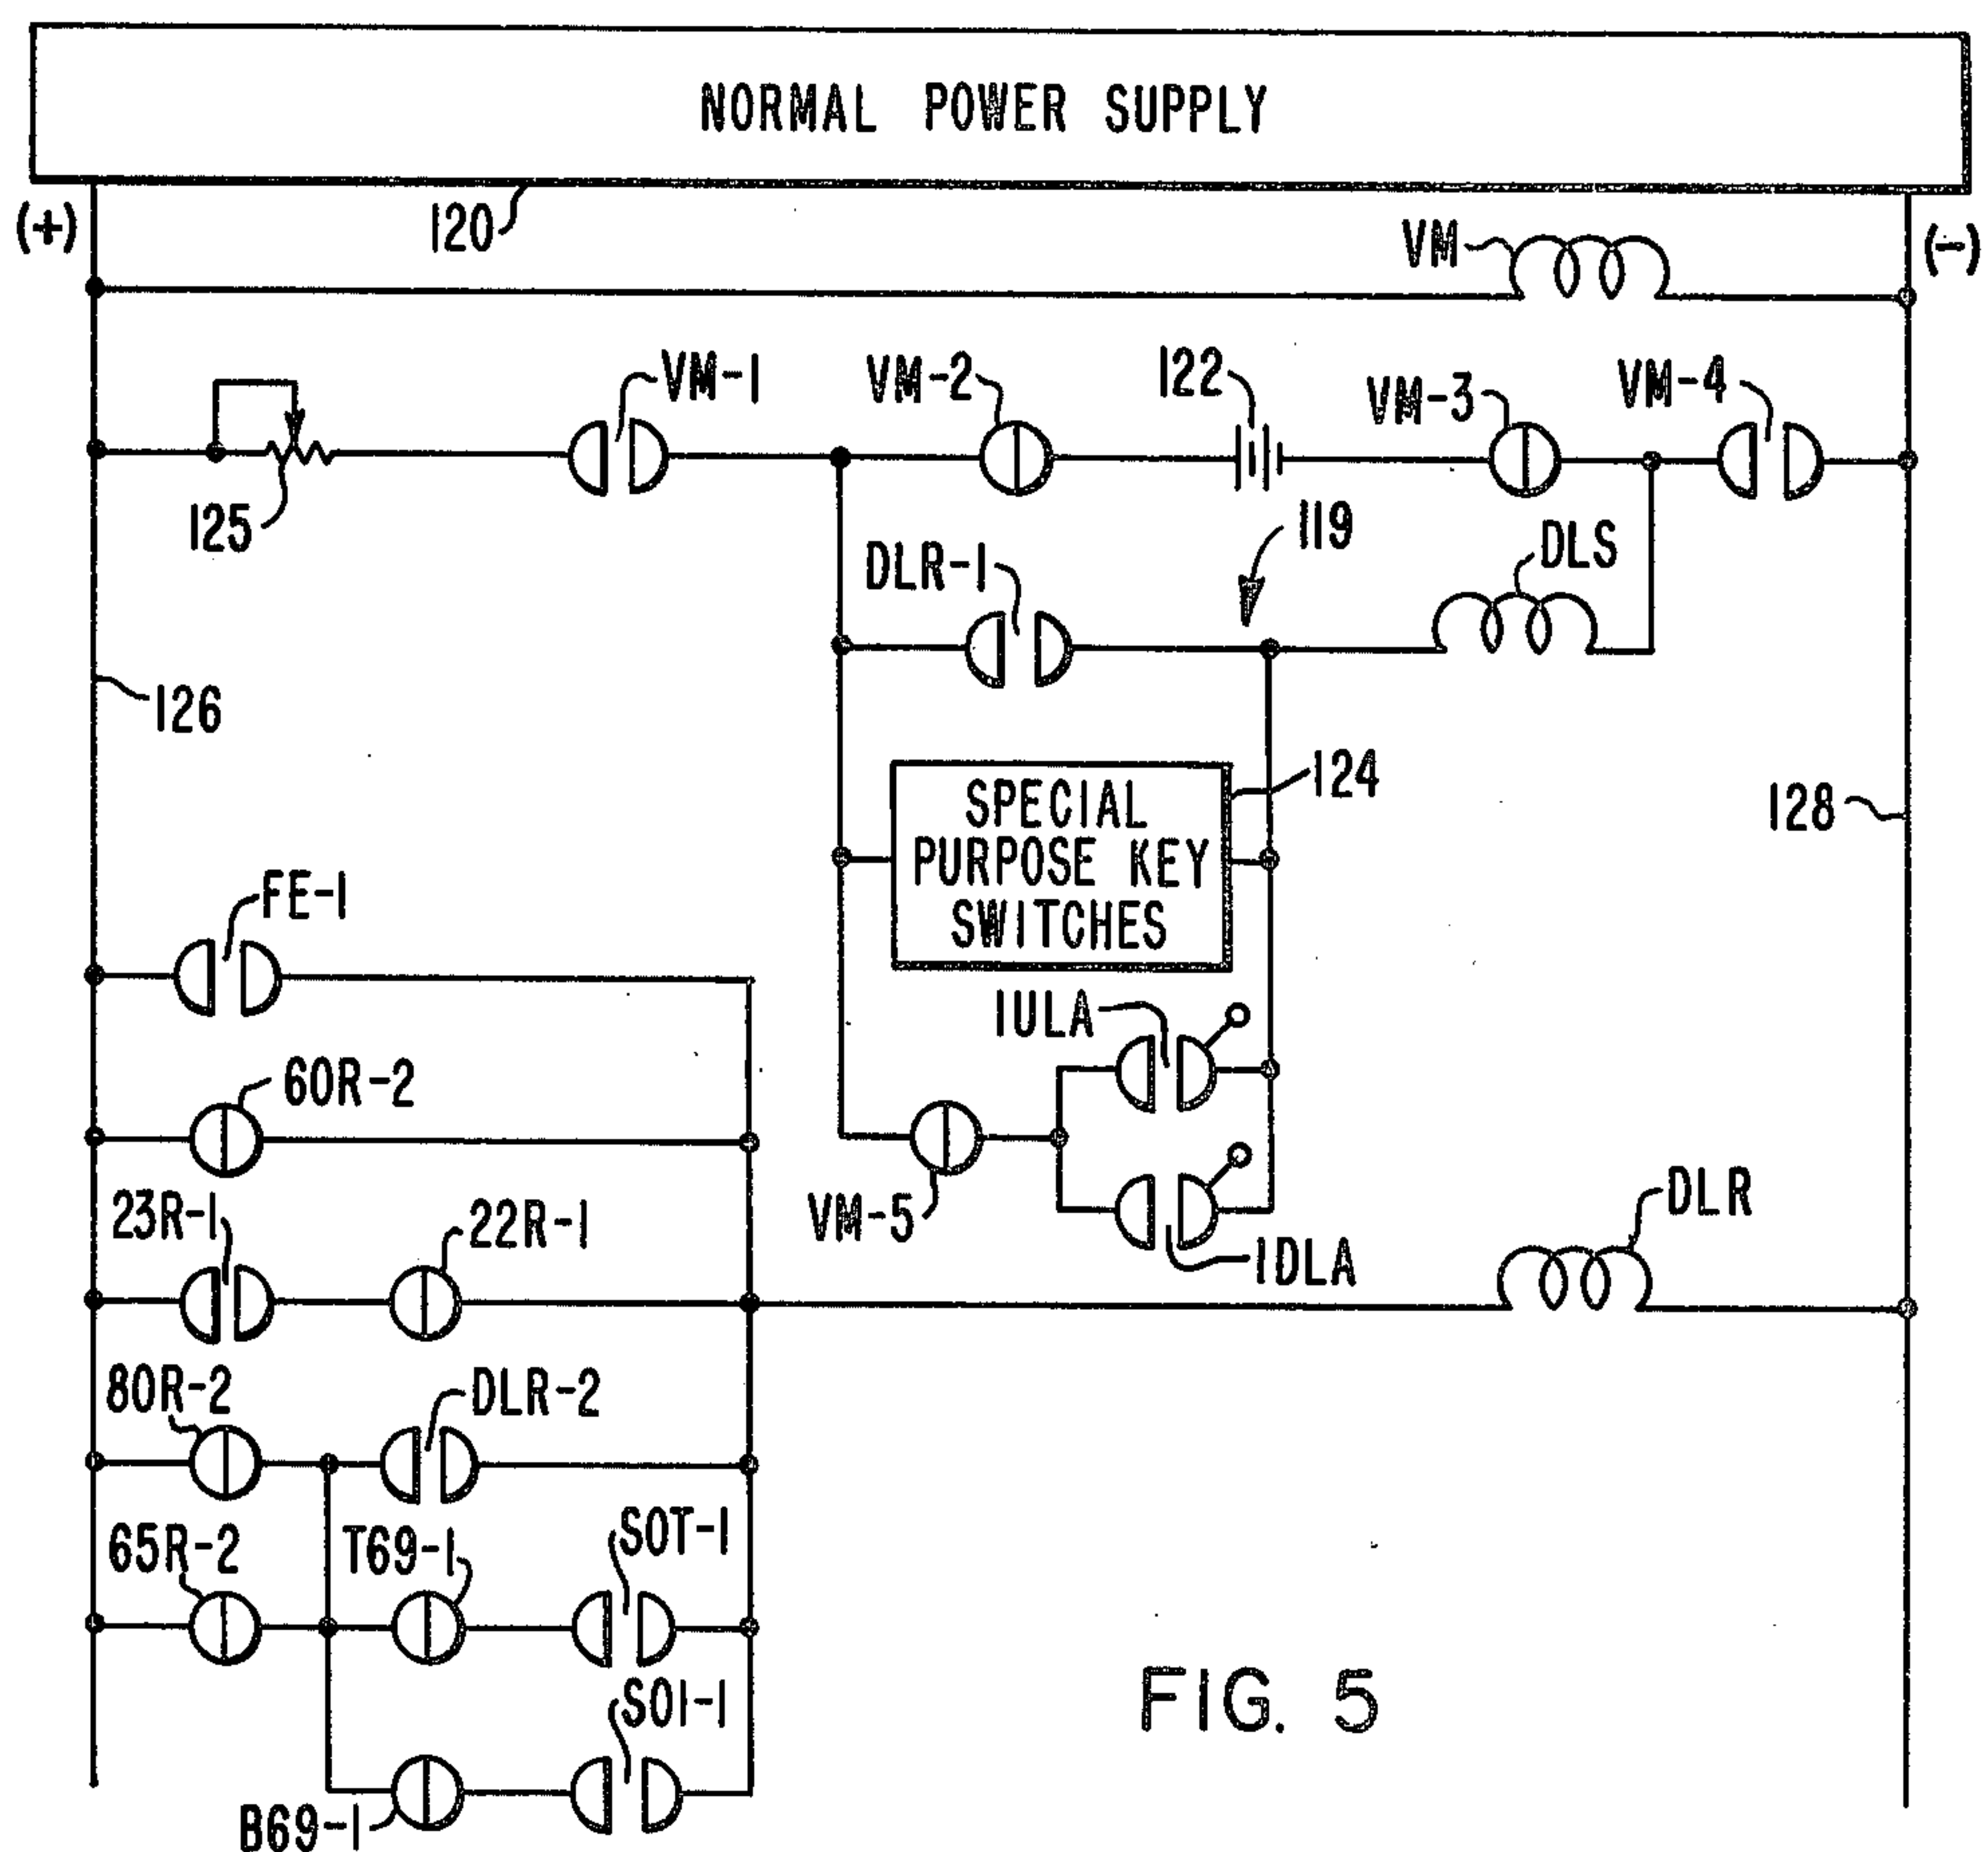 NORMAL POWER SUPPLY
(+)
120
VM
(-)
VM-1
VM-2
122
VM-3
VM-4
125
DLR-1
119
DLS
126
SPECIAL
PURPOSE KEY
SWITCHES
124
128
FE-1
1ULA
60R-2
VM-5
1DLA
DLR
23R-1
22R-1
80R-2
DLR-2
65R-2
T69-1
SOT-1
SOI-1
B69-1
FIG. 5